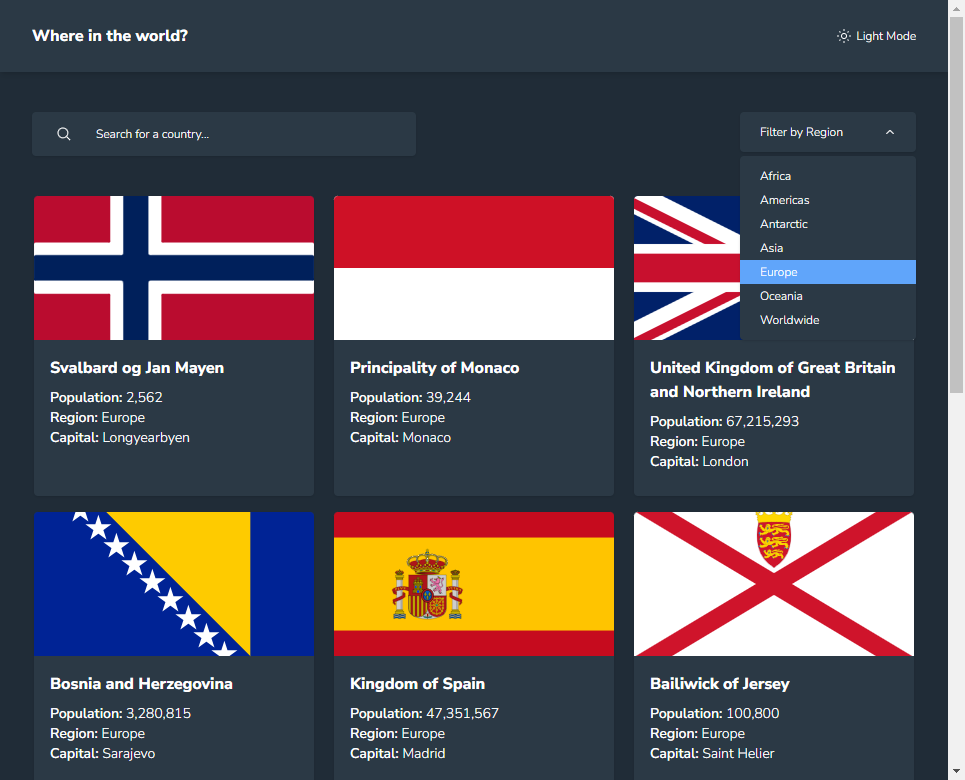 Where in the world?
Light Mode
Search for a country...
Filter by Region
Africa
Americas
Antarctic
Asia
Europe
Oceania
Worldwide
Svalbard og Jan Mayen
Population: 2,562
Region: Europe
Capital: Longyearbyen
Principality of Monaco
Population: 39,244
Region: Europe
Capital: Monaco
United Kingdom of Great Britain
and Northern Ireland
Population: 67,215,293
Region: Europe
Capital: London
Bosnia and Herzegovina
Population: 3,280,815
Region: Europe
Capital: Sarajevo
Kingdom of Spain
Population: 47,351,567
Region: Europe
Capital: Madrid
Bailiwick of Jersey
Population: 100,800
Region: Europe
Capital: Saint Helier